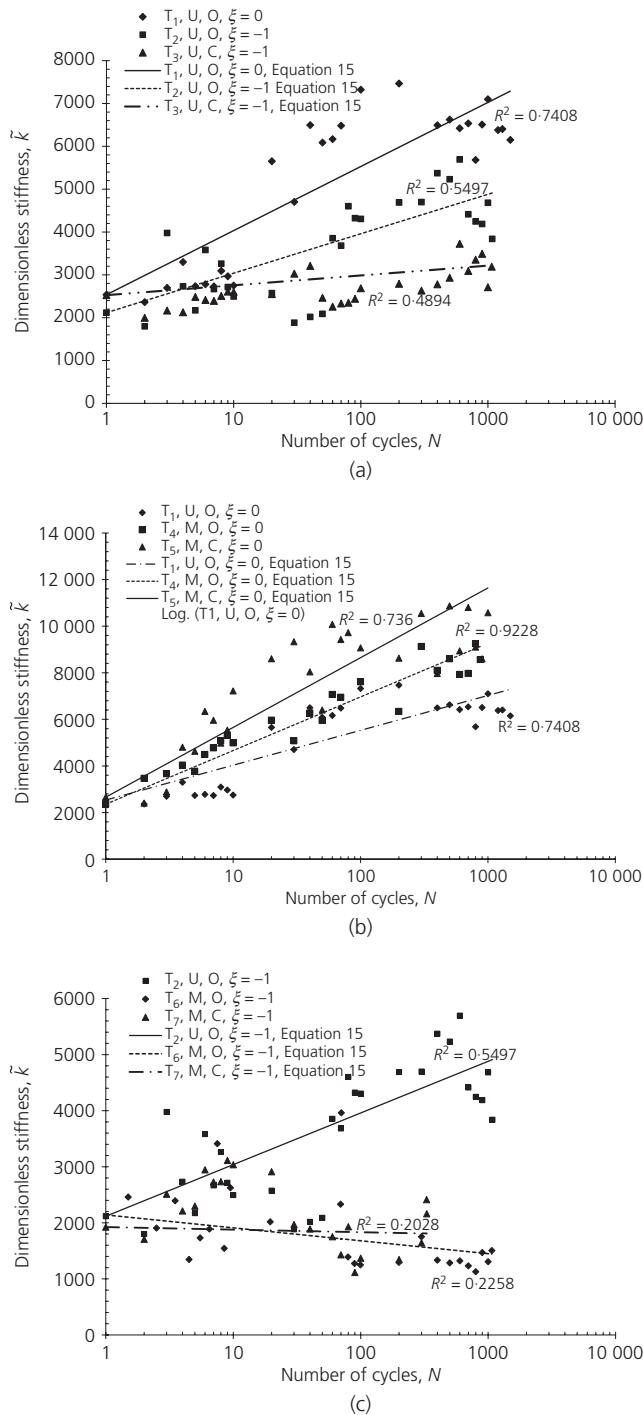 T₁, U, O, ξ = 0
T₂, U, O, ξ = −1
T₃, U, C, ξ = −1
T₁, U, O, ξ = 0, Equation 15
T₂, U, O, ξ = −1 Equation 15
T₃, U, C, ξ = −1, Equation 15
8000
7000
6000
5000
4000
3000
2000
1000
0
Dimensionless stiffness, k̃
R² = 0·7408
R² = 0·5497
R² = 0·4894
1 10 100 1000 10 000
Number of cycles, N
(a)
T₁, U, O, ξ = 0
T₄, M, O, ξ = 0
T₅, M, C, ξ = 0
T₁, U, O, ξ = 0, Equation 15
T₄, M, O, ξ = 0, Equation 15
T₅, M, C, ξ = 0, Equation 15
Log. (T1, U, O, ξ = 0)
14 000
12 000
10 000
8000
6000
4000
2000
0
Dimensionless stiffness, k̃
R² = 0·736
R² = 0·9228
R² = 0·7408
1 10 100 1000 10 000
Number of cycles, N
(b)
T₂, U, O, ξ = −1
T₆, M, O, ξ = −1
T₇, M, C, ξ = −1
T₂, U, O, ξ = −1, Equation 15
T₆, M, O, ξ = −1, Equation 15
T₇, M, C, ξ = −1, Equation 15
6000
5000
4000
3000
2000
1000
0
Dimensionless stiffness, k̃
R² = 0·5497
R² = 0·2028
R² = 0·2258
1 10 100 1000 10 000
Number of cycles, N
(c)